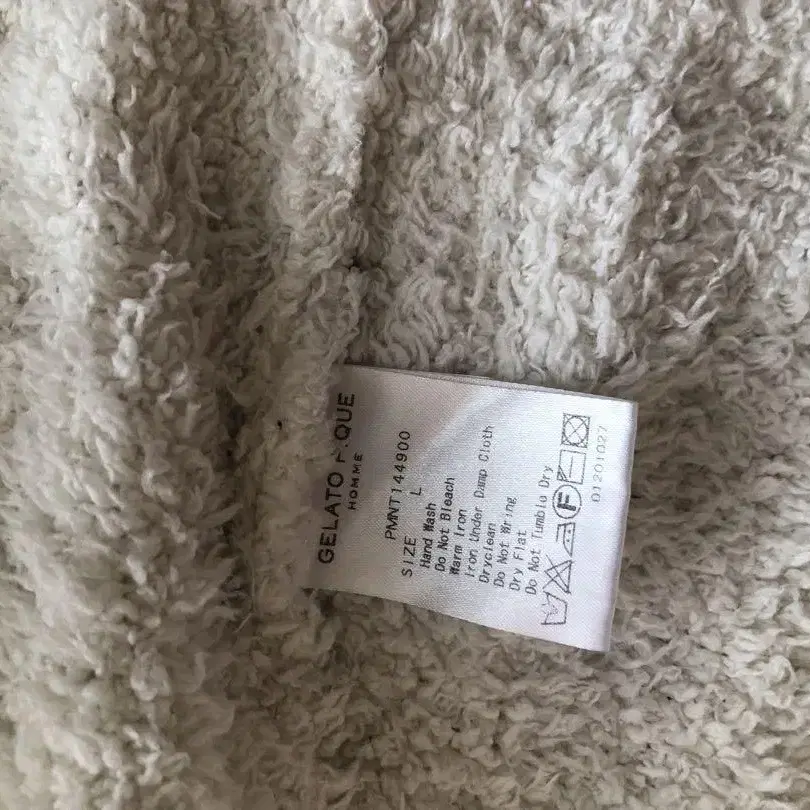 GELATO PIQUE
HOMME
PMNT144900
SIZE L
Hand Wash
Do Not Bleach
Warm Iron
Iron Under Damp Cloth
Dryclean
Do Not Wring
Dry Flat
Do Not Tumble Dry
F
01201027